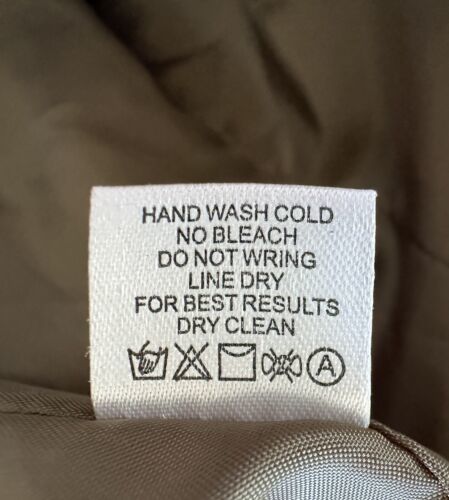 HAND WASH COLD
NO BLEACH
DO NOT WRING
LINE DRY
FOR BEST RESULTS
DRY CLEAN
A